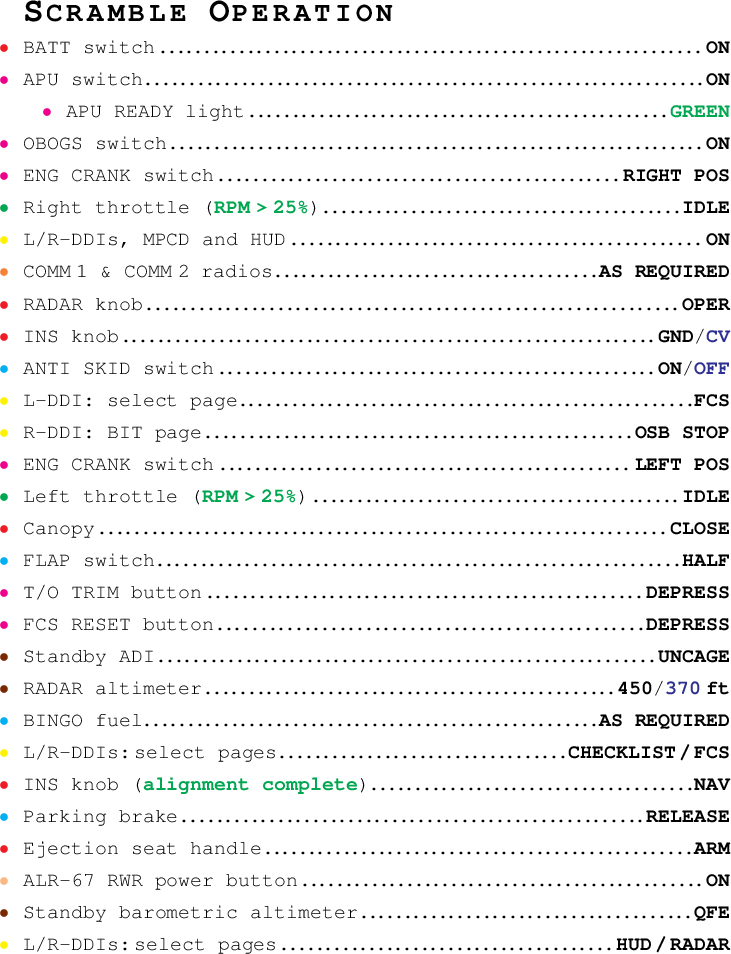 SCRAMBLE OPERATION
• BATT switch ........................................ ON
• APU switch ........................................ ON
• APU READY light ........................................ GREEN
• OBOGS switch ........................................ ON
• ENG CRANK switch ........................................ RIGHT POS
• Right throttle (RPM > 25%) ........................................ IDLE
• L/R-DDIs, MPCD and HUD ........................................ ON
• COMM 1 & COMM 2 radios ........................................ AS REQUIRED
• RADAR knob ........................................ OPER
• INS knob ........................................ GND/CV
• ANTI SKID switch ........................................ ON/OFF
• L-DDI: select page ........................................ FCS
• R-DDI: BIT page ........................................ OSB STOP
• ENG CRANK switch ........................................ LEFT POS
• Left throttle (RPM > 25%) ........................................ IDLE
• Canopy ........................................ CLOSE
• FLAP switch ........................................ HALF
• T/O TRIM button ........................................ DEPRESS
• FCS RESET button ........................................ DEPRESS
• Standby ADI ........................................ UNCAGE
• RADAR altimeter ........................................ 450/370 ft
• BINGO fuel ........................................ AS REQUIRED
• L/R-DDIs: select pages ........................................ CHECKLIST / FCS
• INS knob (alignment complete) ........................................ NAV
• Parking brake ........................................ RELEASE
• Ejection seat handle ........................................ ARM
• ALR-67 RWR power button ........................................ ON
• Standby barometric altimeter ........................................ QFE
• L/R-DDIs: select pages ........................................ HUD / RADAR